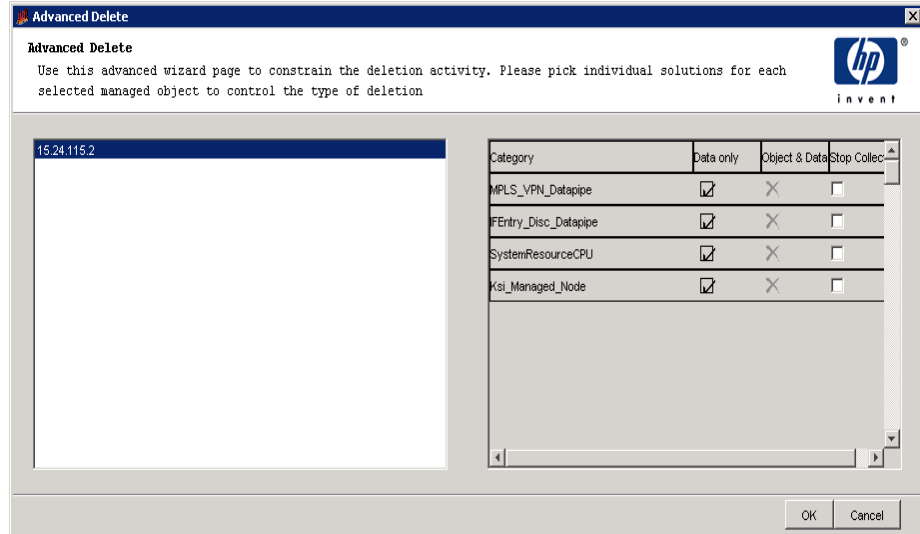 Advanced Delete
Advanced Delete
Use this advanced wizard page to constrain the deletion activity. Please pick individual solutions for each
selected managed object to control the type of deletion
hp
®
invent
15.24.115.2
Category Data only Object & Data Stop Collec
MPLS_VPN_Datapipe
IFEntry_Disc_Datapipe
SystemResourceCPU
Ksi_Managed_Node
OK Cancel